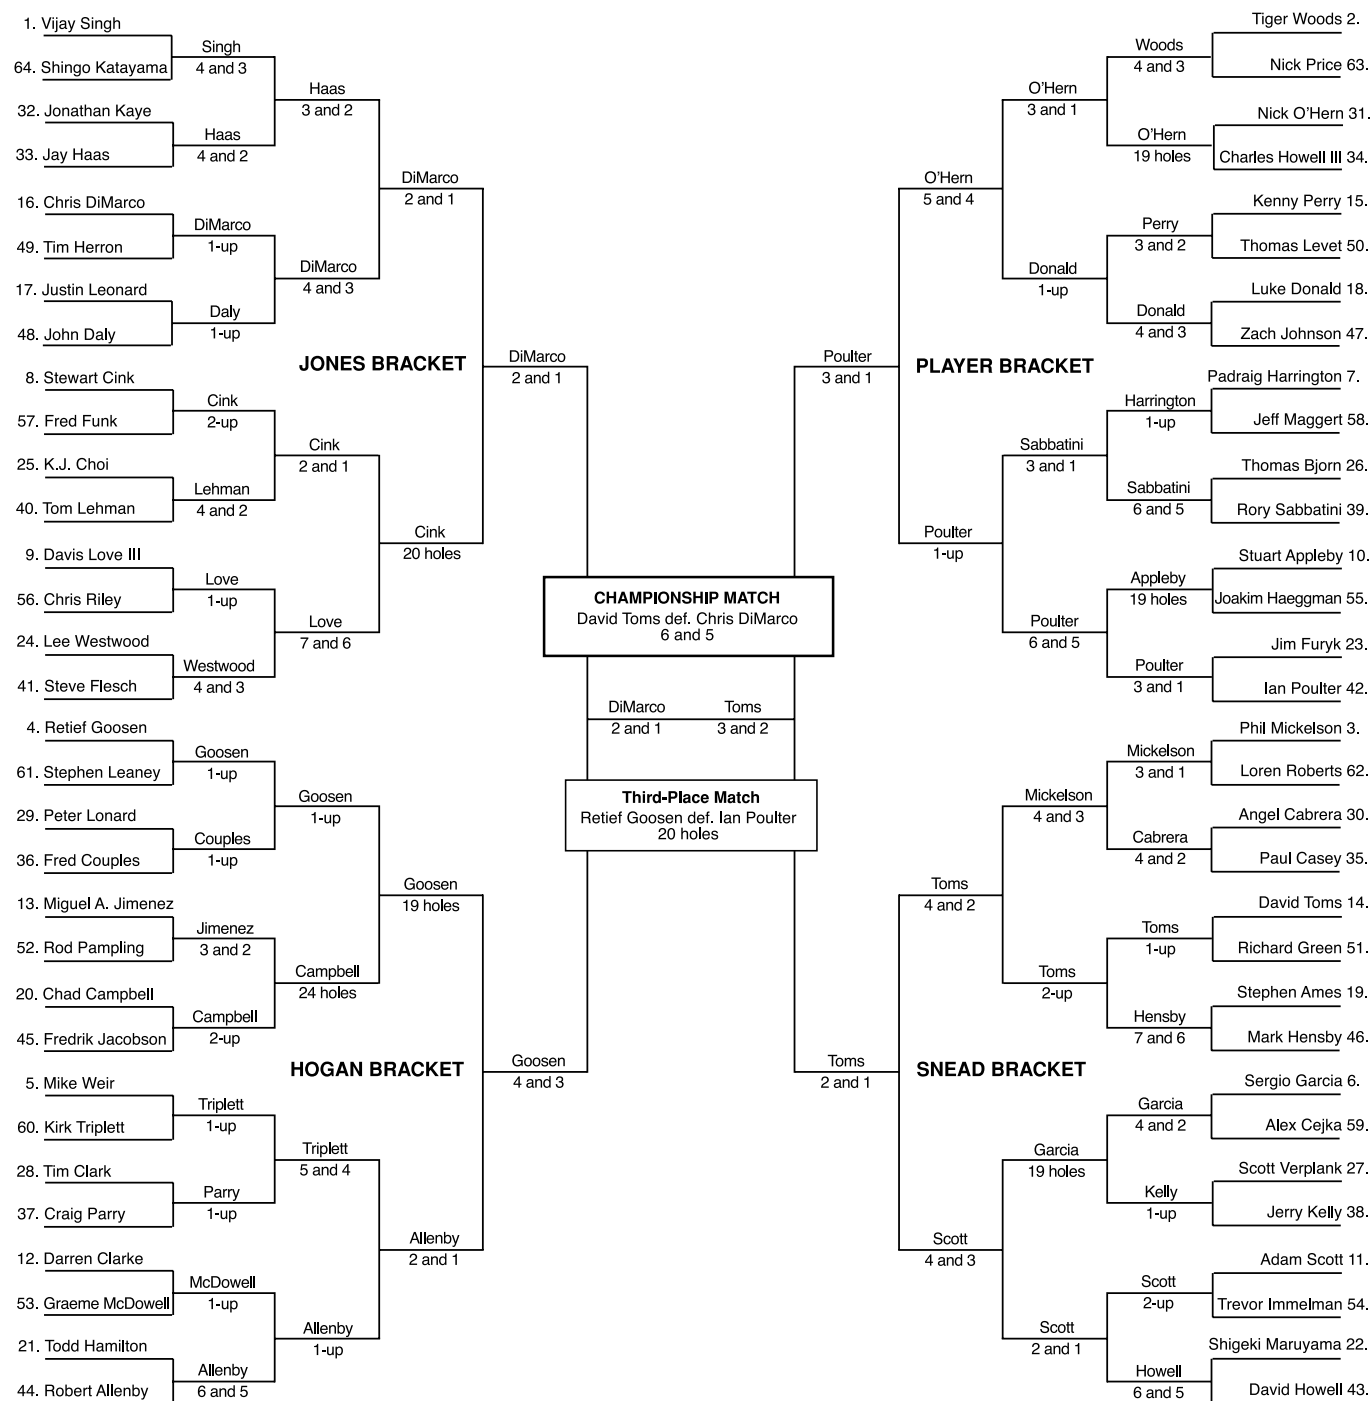 1. Vijay Singh
Singh
4 and 3
64. Shingo Katayama
Haas
3 and 2
32. Jonathan Kaye
Haas
4 and 2
33. Jay Haas
DiMarco
2 and 1
16. Chris DiMarco
DiMarco
1-up
49. Tim Herron
DiMarco
4 and 3
17. Justin Leonard
Daly
1-up
48. John Daly
JONES BRACKET
DiMarco
2 and 1
8. Stewart Cink
Cink
2-up
57. Fred Funk
Cink
2 and 1
25. K.J. Choi
Lehman
4 and 2
40. Tom Lehman
Cink
20 holes
9. Davis Love III
Love
1-up
56. Chris Riley
Love
7 and 6
24. Lee Westwood
Westwood
4 and 3
41. Steve Flesch
4. Retief Goosen
Goosen
1-up
61. Stephen Leaney
Goosen
1-up
29. Peter Lonard
Couples
1-up
36. Fred Couples
Goosen
19 holes
13. Miguel A. Jimenez
Jimenez
3 and 2
52. Rod Pampling
Campbell
24 holes
20. Chad Campbell
Campbell
2-up
45. Fredrik Jacobson
HOGAN BRACKET
Goosen
4 and 3
5. Mike Weir
Triplett
1-up
60. Kirk Triplett
Triplett
5 and 4
28. Tim Clark
Parry
1-up
37. Craig Parry
Allenby
2 and 1
12. Darren Clarke
McDowell
1-up
53. Graeme McDowell
Allenby
1-up
21. Todd Hamilton
Allenby
6 and 5
44. Robert Allenby
CHAMPIONSHIP MATCH
David Toms def. Chris DiMarco
6 and 5
DiMarco
2 and 1
Toms
3 and 2
Third-Place Match
Retief Goosen def. Ian Poulter
20 holes
Tiger Woods 2.
Woods
4 and 3
Nick Price 63.
O'Hern
3 and 1
Nick O'Hern 31.
O'Hern
19 holes
Charles Howell III 34.
O'Hern
5 and 4
Kenny Perry 15.
Perry
3 and 2
Thomas Levet 50.
Donald
1-up
Luke Donald 18.
Donald
4 and 3
Zach Johnson 47.
Poulter
3 and 1
PLAYER BRACKET
Padraig Harrington 7.
Harrington
1-up
Jeff Maggert 58.
Sabbatini
3 and 1
Thomas Bjorn 26.
Sabbatini
6 and 5
Rory Sabbatini 39.
Poulter
1-up
Stuart Appleby 10.
Appleby
19 holes
Joakim Haeggman 55.
Poulter
6 and 5
Jim Furyk 23.
Poulter
3 and 1
Ian Poulter 42.
Phil Mickelson 3.
Mickelson
3 and 1
Loren Roberts 62.
Mickelson
4 and 3
Angel Cabrera 30.
Cabrera
4 and 2
Paul Casey 35.
Toms
4 and 2
David Toms 14.
Toms
1-up
Richard Green 51.
Toms
2-up
Stephen Ames 19.
Hensby
7 and 6
Mark Hensby 46.
Toms
2 and 1
SNEAD BRACKET
Sergio Garcia 6.
Garcia
4 and 2
Alex Cejka 59.
Garcia
19 holes
Scott Verplank 27.
Kelly
1-up
Jerry Kelly 38.
Scott
4 and 3
Adam Scott 11.
Scott
2-up
Trevor Immelman 54.
Scott
2 and 1
Shigeki Maruyama 22.
Howell
6 and 5
David Howell 43.